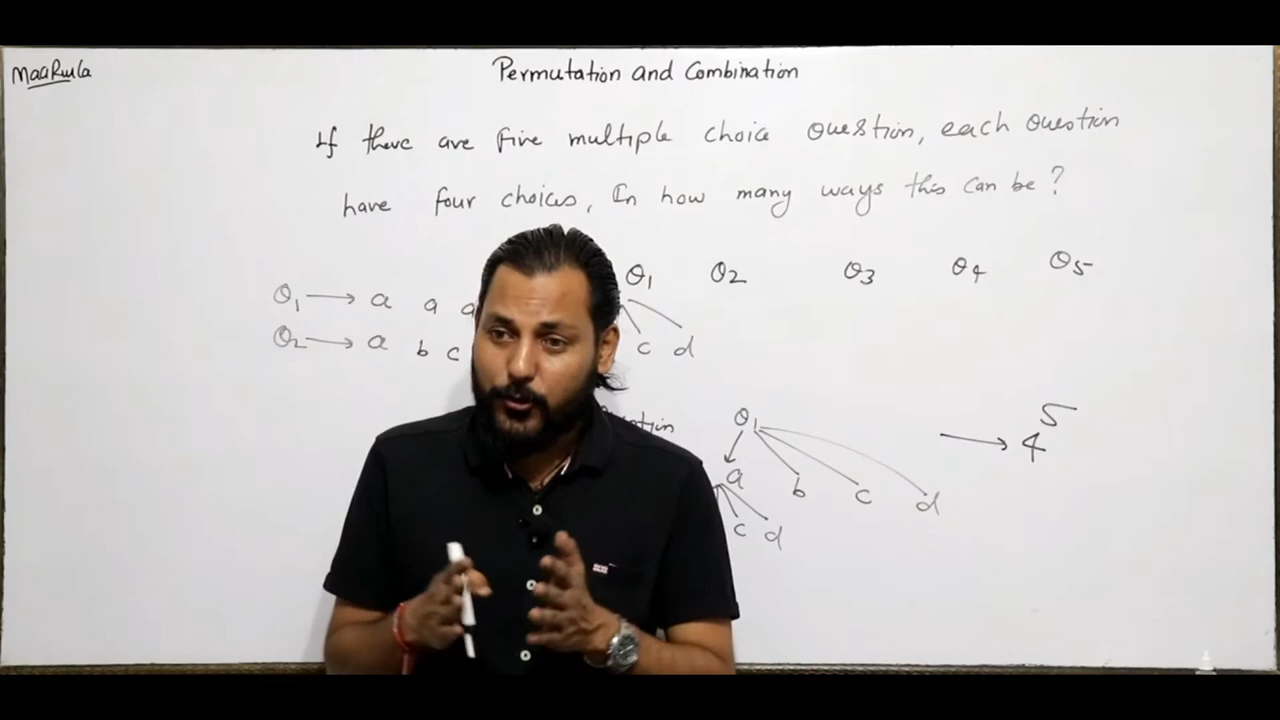 MaaRula
Permutation and Combination
If there are five multiple choice Question, each Question
have four choices, In how many ways this can be?
Q1 Q2 Q3 Q4 Q5
Q1 → a a a
Q2 → a b c
c d
Q1 → 4^5
a b c d
c d